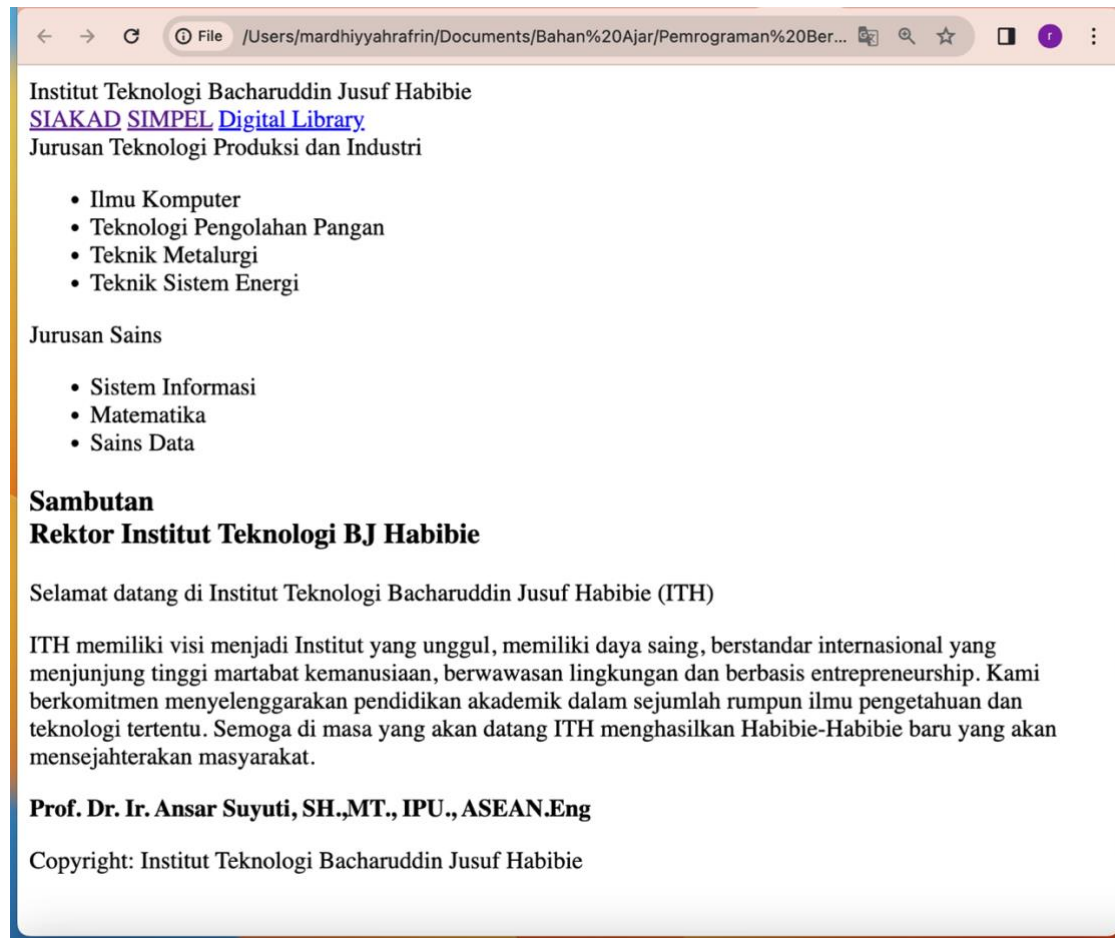 File /Users/mardhiyyahrafrin/Documents/Bahan%20Ajar/Pemrograman%20Ber...
r
Institut Teknologi Bacharuddin Jusuf Habibie
SIAKAD SIMPEL Digital Library
Jurusan Teknologi Produksi dan Industri
• Ilmu Komputer
• Teknologi Pengolahan Pangan
• Teknik Metalurgi
• Teknik Sistem Energi
Jurusan Sains
• Sistem Informasi
• Matematika
• Sains Data
Sambutan
Rektor Institut Teknologi BJ Habibie
Selamat datang di Institut Teknologi Bacharuddin Jusuf Habibie (ITH)
ITH memiliki visi menjadi Institut yang unggul, memiliki daya saing, berstandar internasional yang
menjunjung tinggi martabat kemanusiaan, berwawasan lingkungan dan berbasis entrepreneurship. Kami
berkomitmen menyelenggarakan pendidikan akademik dalam sejumlah rumpun ilmu pengetahuan dan
teknologi tertentu. Semoga di masa yang akan datang ITH menghasilkan Habibie-Habibie baru yang akan
mensejahterakan masyarakat.
Prof. Dr. Ir. Ansar Suyuti, SH.,MT., IPU., ASEAN.Eng
Copyright: Institut Teknologi Bacharuddin Jusuf Habibie